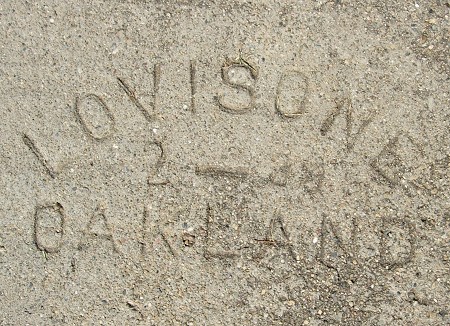 LOVISONE
2 — 
OAKLAND